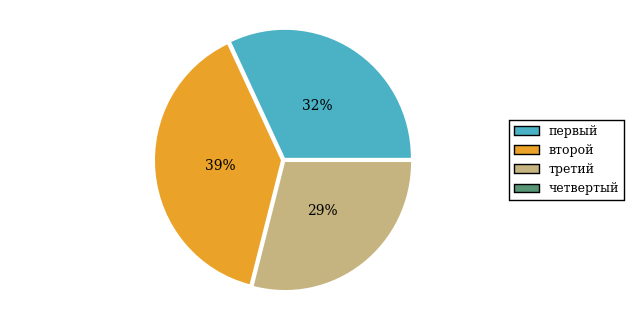 32%
39%
29%
первый
второй
третий
четвертый